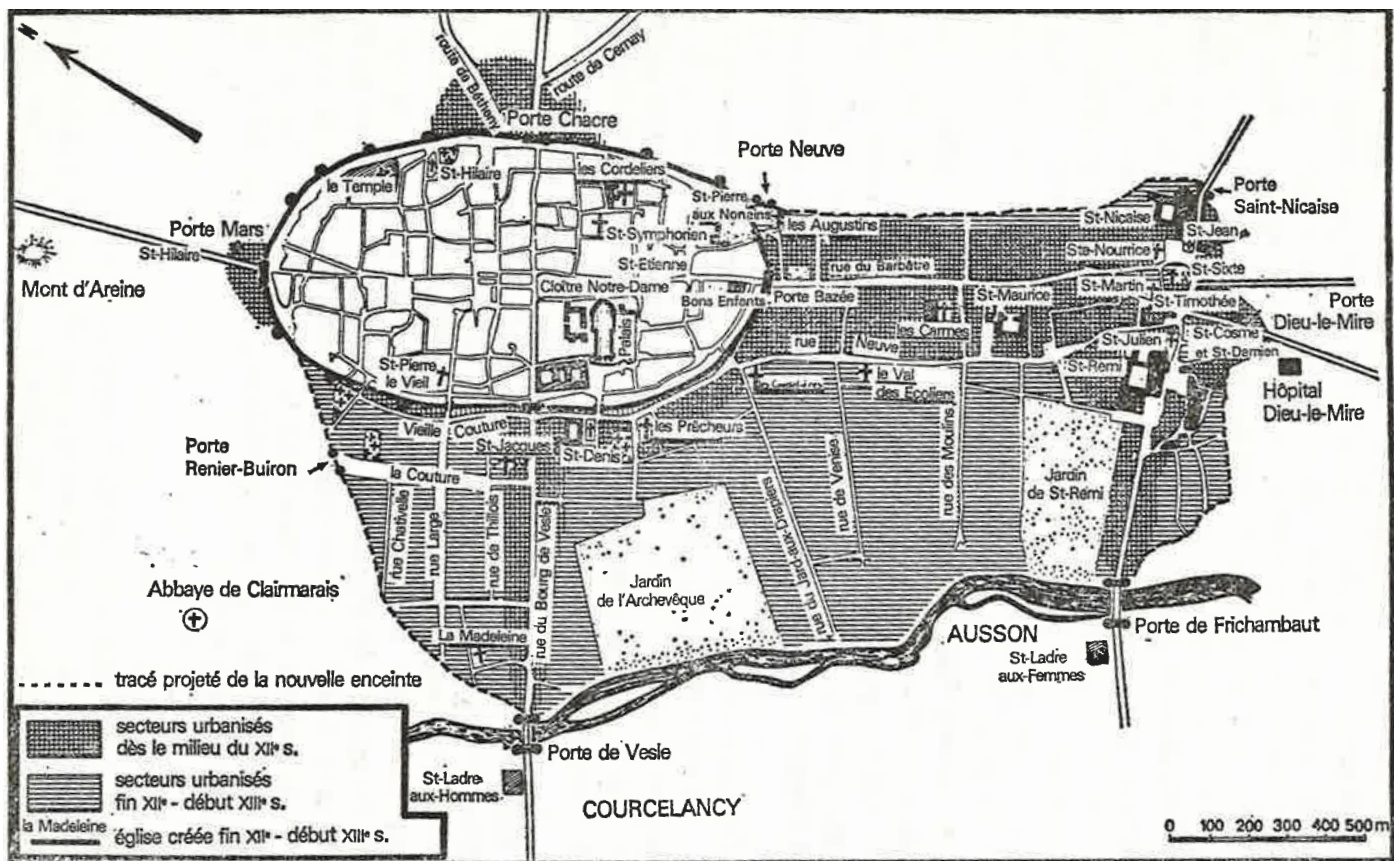 N
route de Bétheny
route de Cernay
Porte Chacre
Porte Neuve
le Temple
St-Hilaire
les Cordeliers
St-Pierre
aux Nonains
les Augustins
St-Nicaise
Porte
Saint-Nicaise
St-Jean
Porte Mars
St-Hilaire
Mont d'Areine
St-Symphorien
St-Etienne
Cloître Notre-Dame
Bons Enfants
Palais
rue du Barbâtre
Porte Bazée
Ste-Nourrice
St-Sixte
St-Martin
St-Timothée
St-Maurice
les Carmes
Porte
Dieu-le-Mire
rue Neuve
St-Julien
St-Cosme
et St-Damien
St-Remi
Hôpital
Dieu-le-Mire
St-Pierre
le Vieil
le Val
des Ecoliers
Vieille Couture
St-Jacques
St-Denis
les Prêcheurs
Porte
Renier-Buiron
la Couture
rue Chativelle
rue Large
rue de Thillois
rue du Bourg de Vesle
Jardin
de l'Archevêque
rue du Jard-aux-Drapiers
rue de Venise
rue des Moulins
Jardin
de St-Rémi
Abbaye de Clairmarais
La Madeleine
AUSSON
Porte de Frichambaut
St-Ladre
aux-Femmes
tracé projeté de la nouvelle enceinte
secteurs urbanisés
dès le milieu du XIIe s.
secteurs urbanisés
fin XIIe - début XIIIe s.
la Madeleine
église créée fin XIIe - début XIIIe s.
Porte de Vesle
St-Ladre
aux-Hommes
COURCELANCY
0 100 200 300 400 500 m